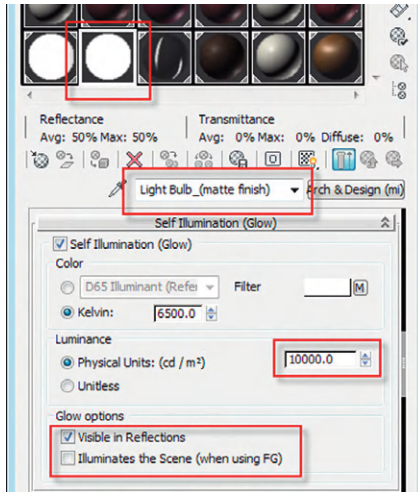 Reflectance Transmittance
Avg: 50% Max: 50% Avg: 0% Max: 0% Diffuse: 0%
Light Bulb_(matte finish) Arch & Design (mi)
Self Illumination (Glow)
Self Illumination (Glow)
Color
D65 Illuminant (Refer Filter M
Kelvin: 6500.0
Luminance
Physical Units: (cd / m²) 10000.0
Unitless
Glow options
Visible in Reflections
Illuminates the Scene (when using FG)